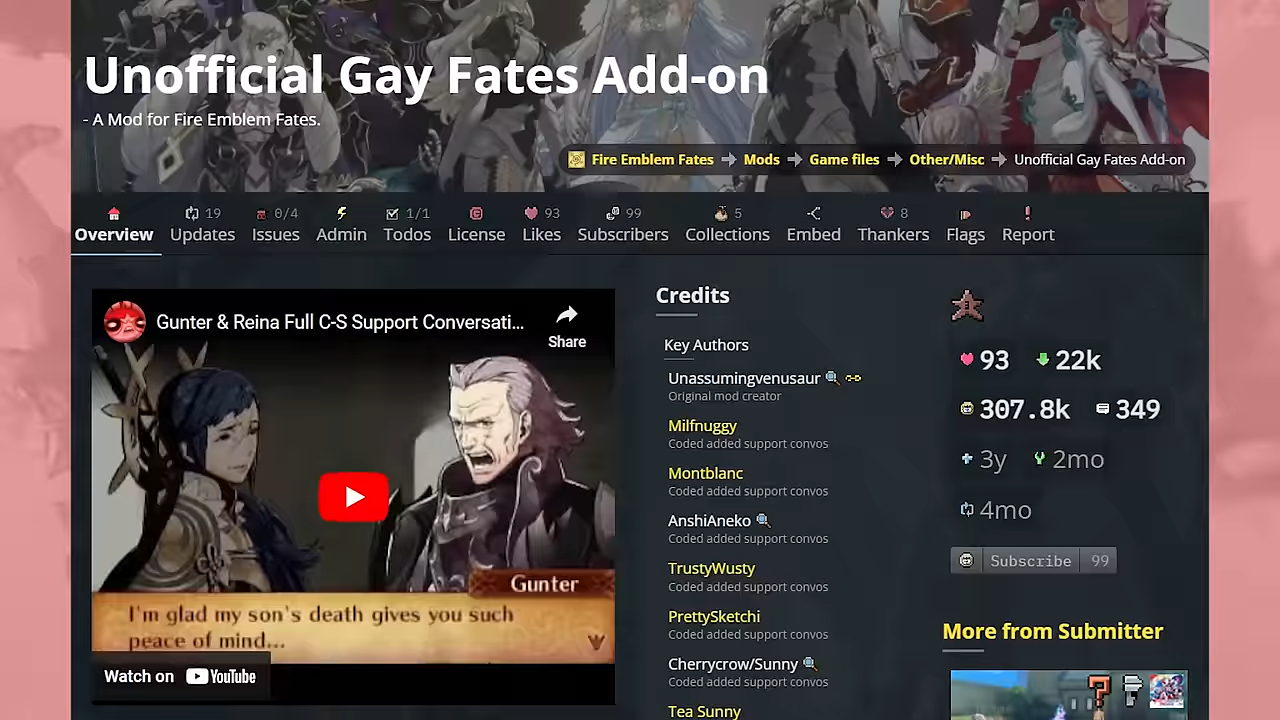 Unofficial Gay Fates Add-on
- A Mod for Fire Emblem Fates.
Fire Emblem Fates Mods Game files Other/Misc Unofficial Gay Fates Add-on
19 0/4 1/1 93 99 5 8
Overview Updates Issues Admin Todos License Likes Subscribers Collections Embed Thankers Flags Report
Gunter & Reina Full C-S Support Conversati...
Share
Gunter
I'm glad my son's death gives you such
peace of mind...
Watch on YouTube
Credits
Key Authors
Unassumingvenusaur
Original mod creator
Milfnuggy
Coded added support convos
Montblanc
Coded added support convos
AnshiAneko
Coded added support convos
TrustyWusty
Coded added support convos
PrettySketchi
Coded added support convos
Cherrycrow/Sunny
Coded added support convos
Tea Sunny
93 22k
307.8k 349
3y 2mo
4mo
Subscribe 99
More from Submitter